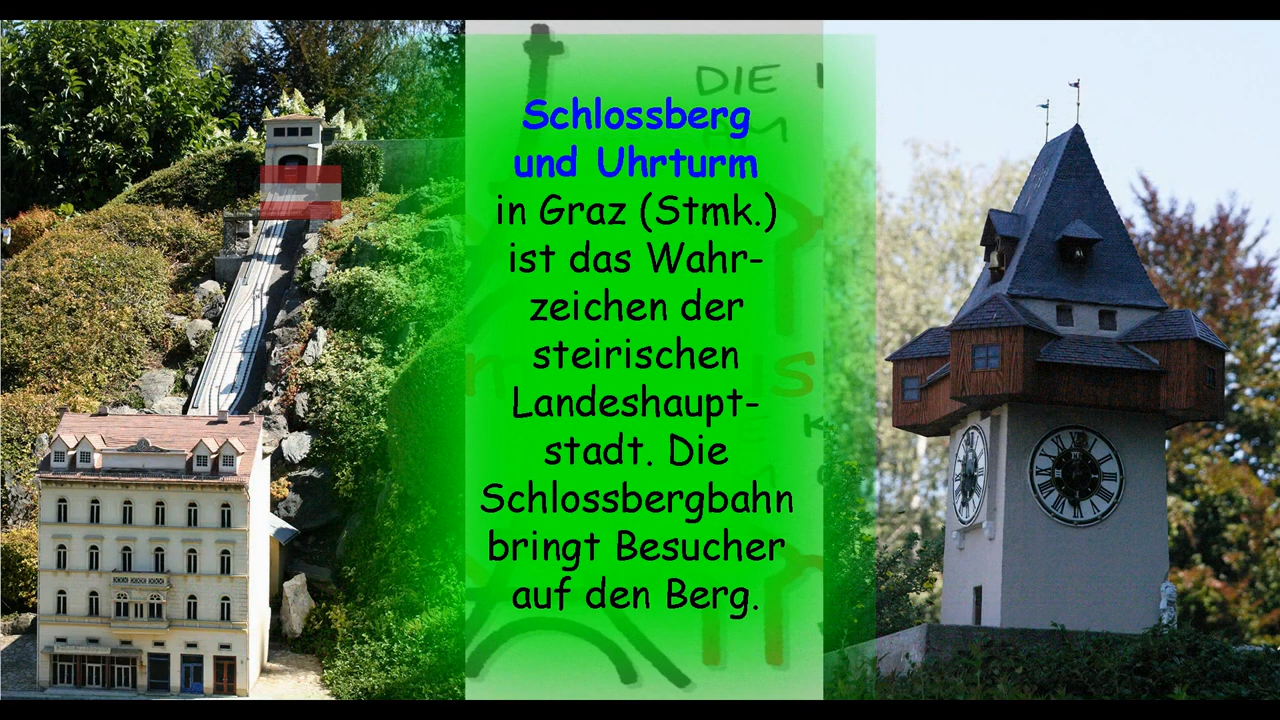 Schlossberg
und Uhrturm
in Graz (Stmk.)
ist das Wahr-
zeichen der
steirischen
Landeshaupt-
stadt. Die
Schlossbergbahn
bringt Besucher
auf den Berg.
DIE